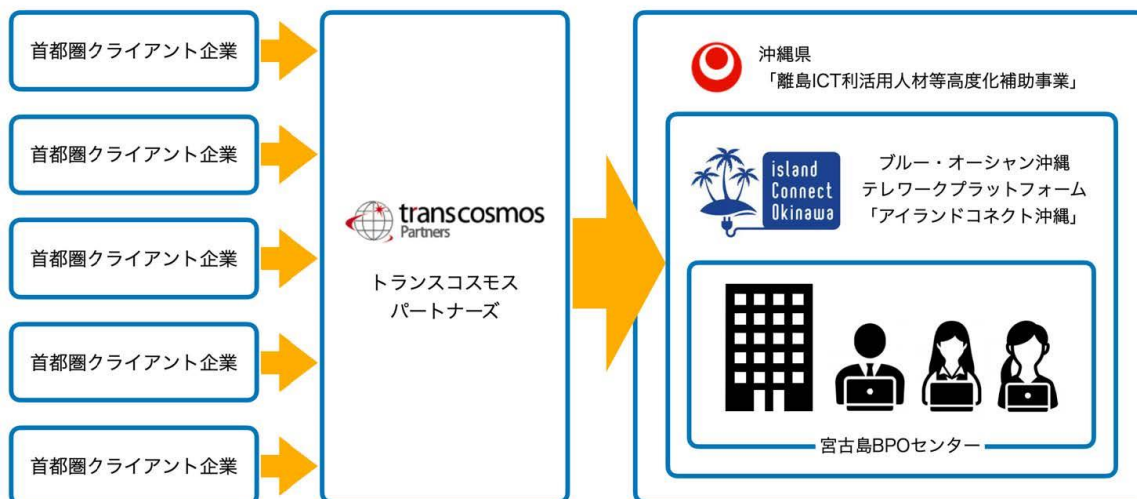 首都圏クライアント企業
首都圏クライアント企業
首都圏クライアント企業
首都圏クライアント企業
首都圏クライアント企業
transcosmos
Partners
トランスコスモス
パートナーズ
沖縄県
「離島ICT利活用人材等高度化補助事業」
island
Connect
Okinawa
ブルー・オーシャン沖縄
テレワークプラットフォーム
「アイランドコネクト沖縄」
宮古島BPOセンター